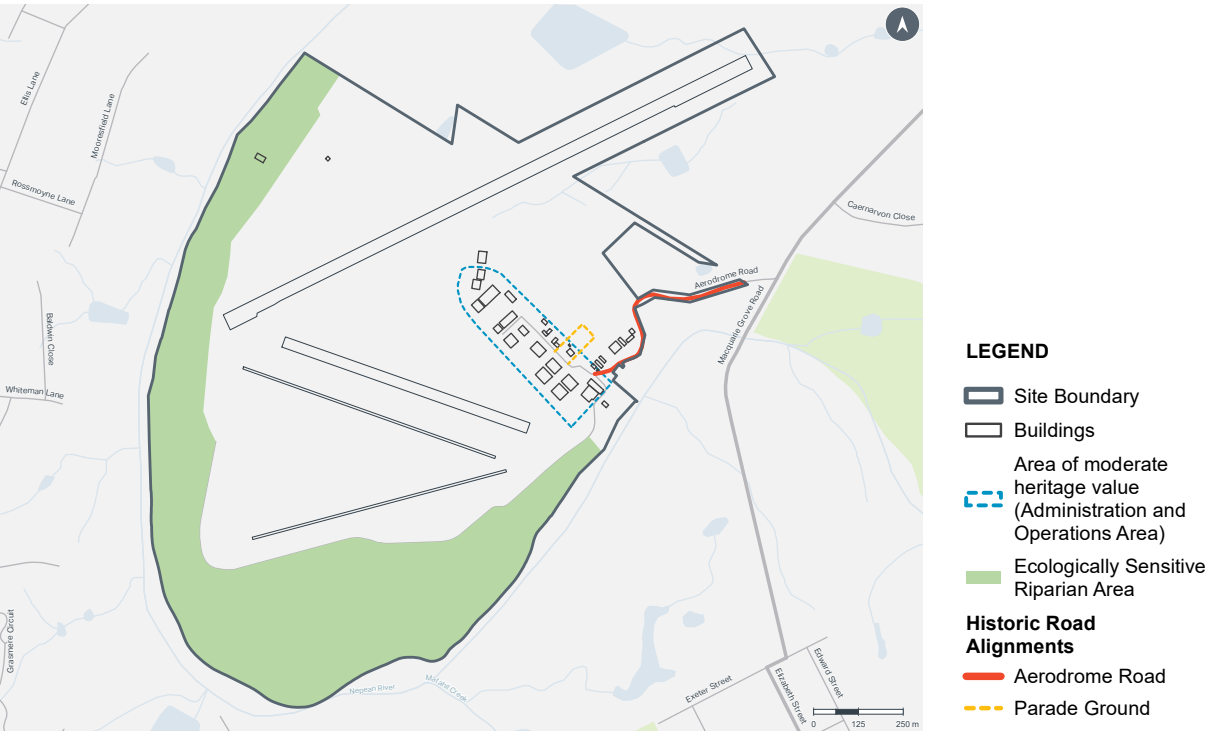 Ellis Lane
Mooresfield Lane
Rossmoyne Lane
Caernarvon Close
Aerodrome Road
Macquarie Grove Road
Baldwin Close
Whiteman Lane
Grasmere Circuit
Nepean River
Matahil Creek
Exeter Street
Elizabeth Street
Edward Street
0 125 250 m
LEGEND
Site Boundary
Buildings
Area of moderate
heritage value
(Administration and
Operations Area)
Ecologically Sensitive
Riparian Area
Historic Road
Alignments
Aerodrome Road
Parade Ground